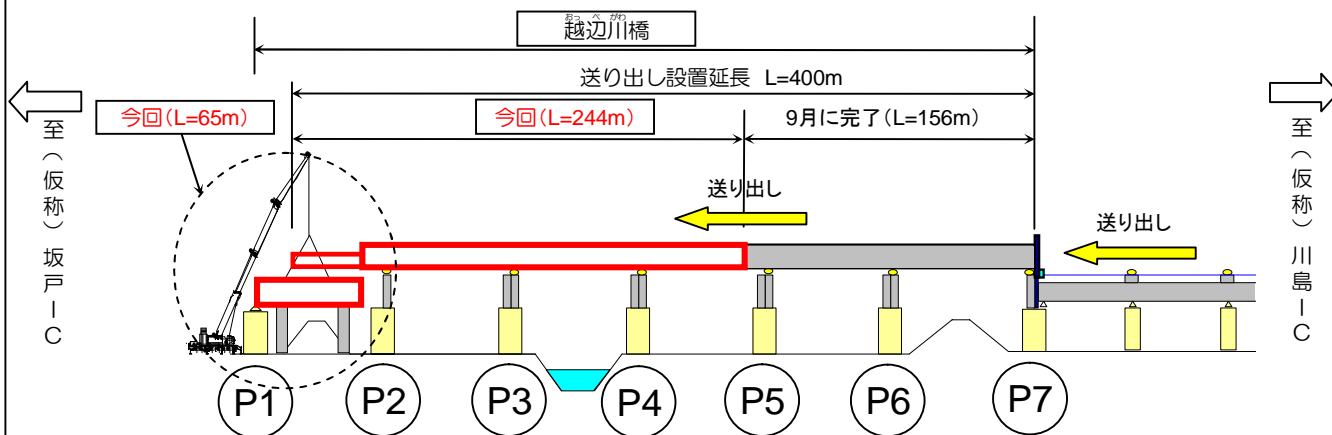 おっぺがわ
越辺川橋
送り出し設置延長 L=400m
今回(L=65m)
今回(L=244m)
9月に完了(L=156m)
至(仮称)坂戸IC
至(仮称)川島IC
送り出し
送り出し
P1
P2
P3
P4
P5
P6
P7